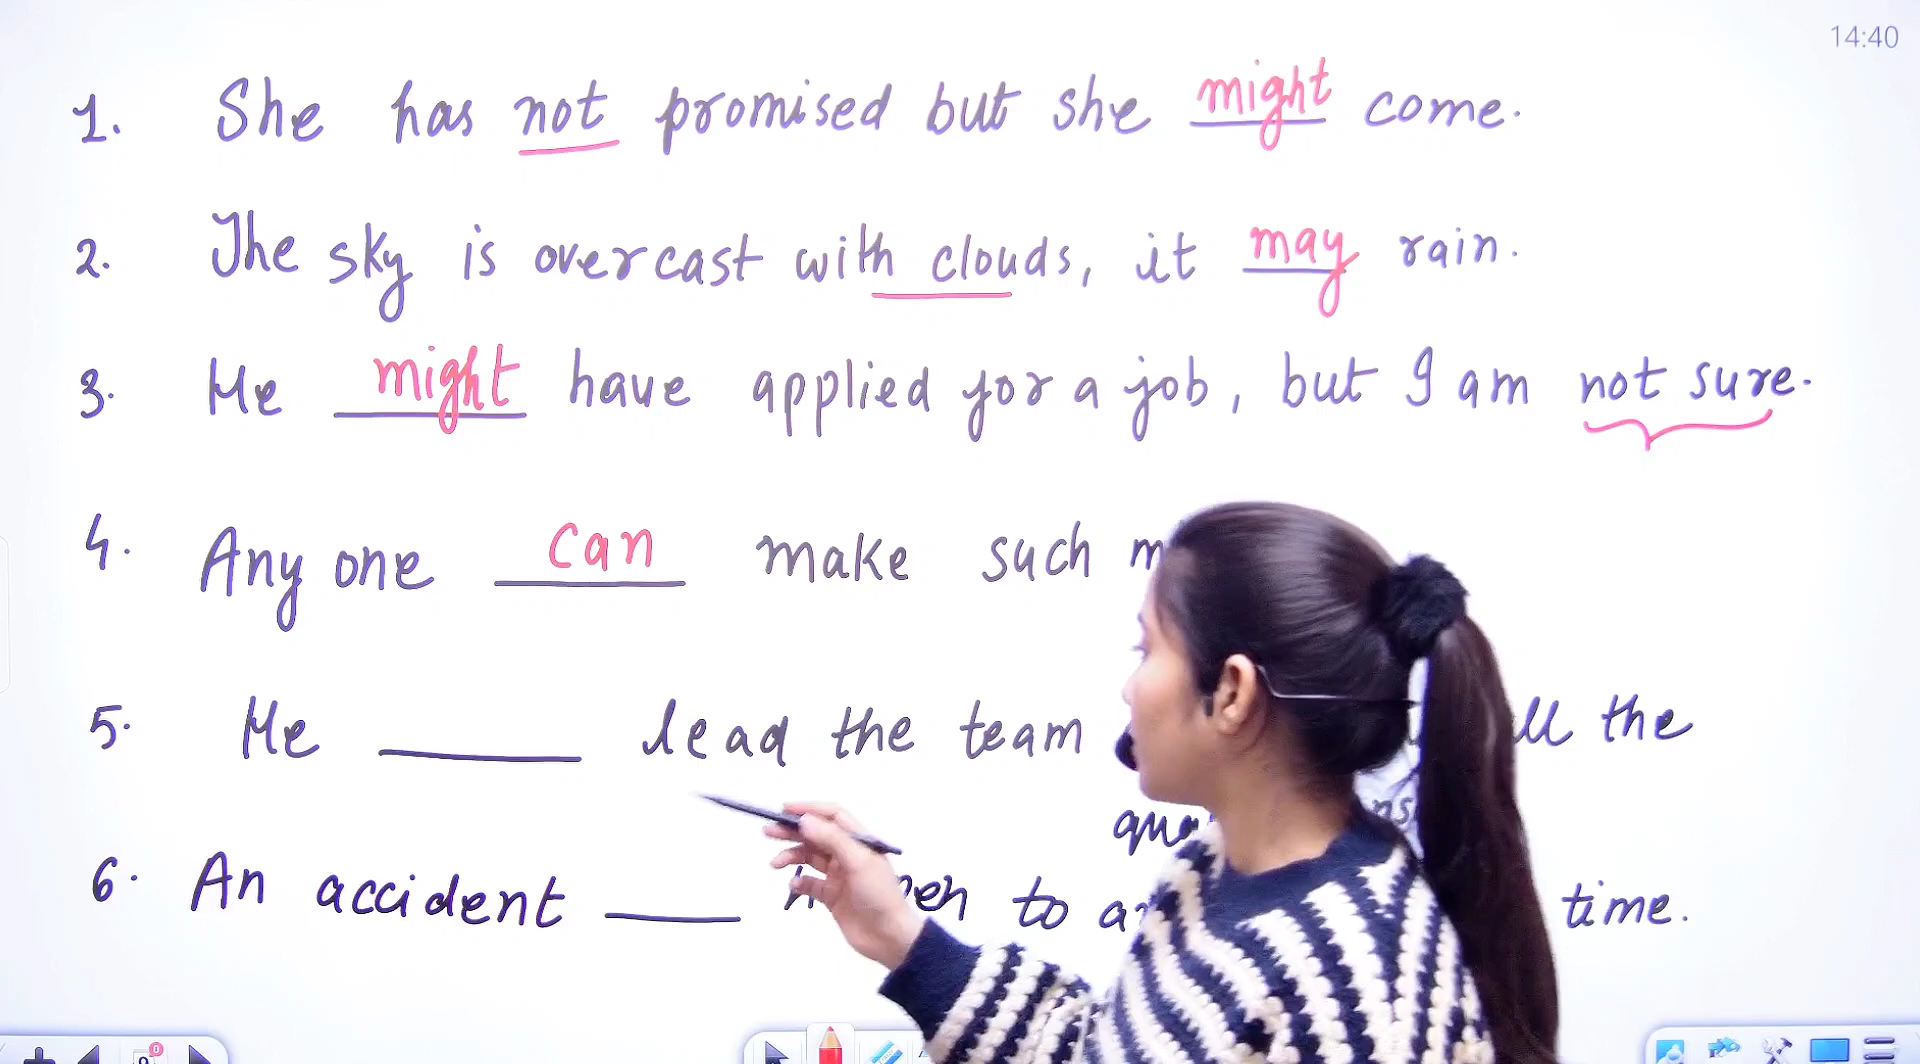 14:40
1. She has not promised but she might come.
2. The sky is overcast with clouds, it may rain.
3. He might have applied for a job, but I am not sure.
4. Any one can make such
5. He ____ lead the team the
6. An accident ____ to time.